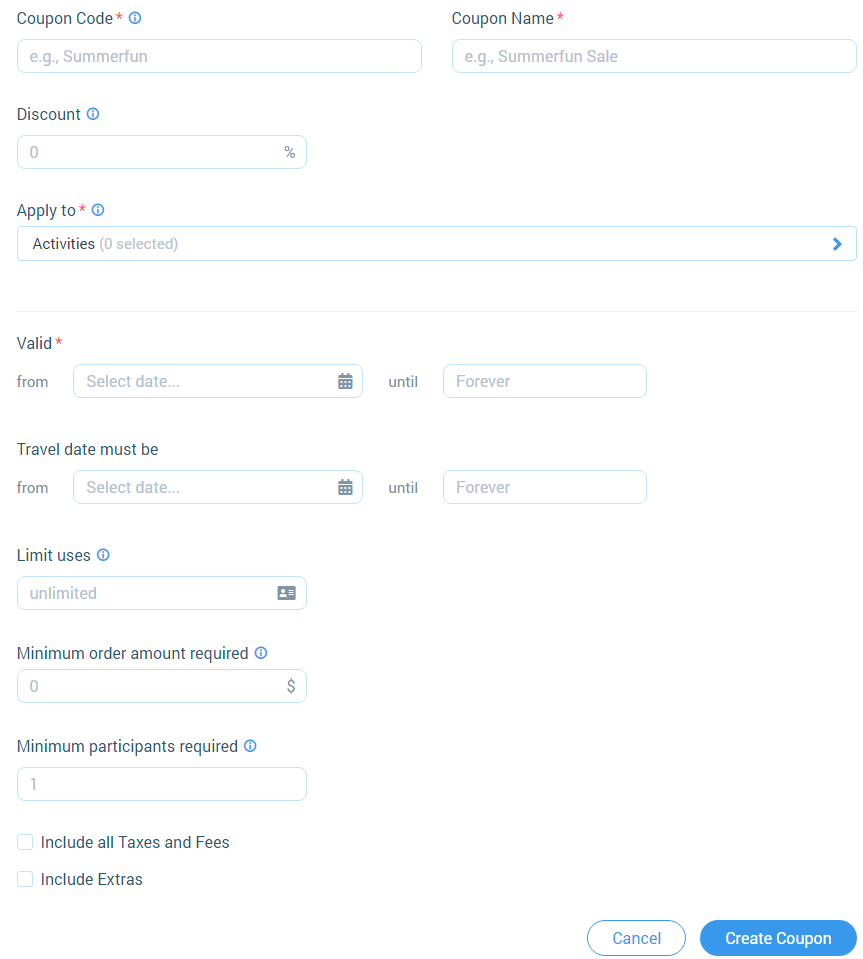 Coupon Code * Coupon Name *
e.g., Summerfun e.g., Summerfun Sale
Discount
0 %
Apply to *
Activities (0 selected)
Valid *
from Select date... until Forever
Travel date must be
from Select date... until Forever
Limit uses
unlimited
Minimum order amount required
0 $
Minimum participants required
1
Include all Taxes and Fees
Include Extras
Cancel Create Coupon